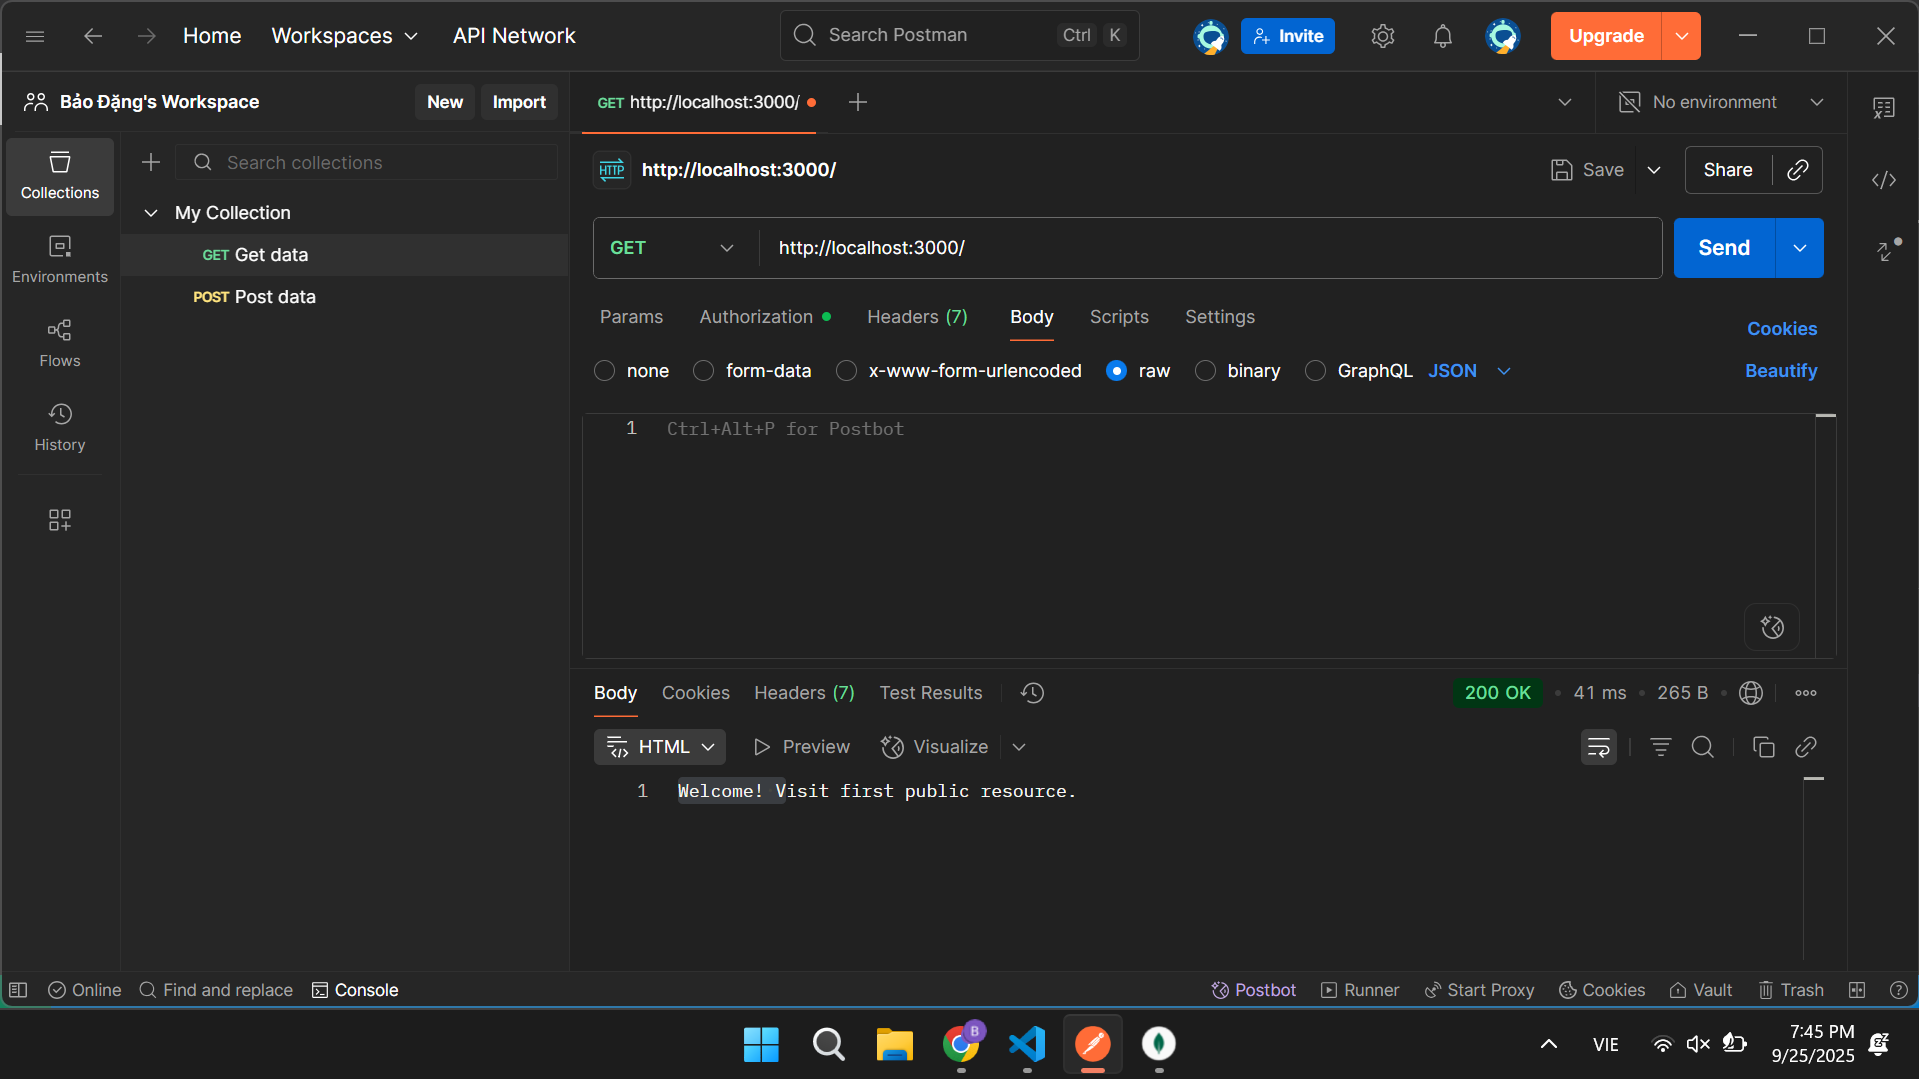 Home Workspaces API Network Search Postman Ctrl K Invite Upgrade
Bảo Đặng's Workspace New Import GET http://localhost:3000/ No environment
Collections Search collections HTTP http://localhost:3000/ Save Share
My Collection
GET Get data GET http://localhost:3000/ Send
Environments
POST Post data
Params Authorization Headers (7) Body Scripts Settings Cookies
Flows
none form-data x-www-form-urlencoded raw binary GraphQL JSON Beautify
History
1 Ctrl+Alt+P for Postbot
Body Cookies Headers (7) Test Results 200 OK • 41 ms • 265 B •
HTML Preview Visualize
1 Welcome! Visit first public resource.
Online Find and replace Console Postbot Runner Start Proxy Cookies Vault Trash
B
VIE 7:45 PM
9/25/2025